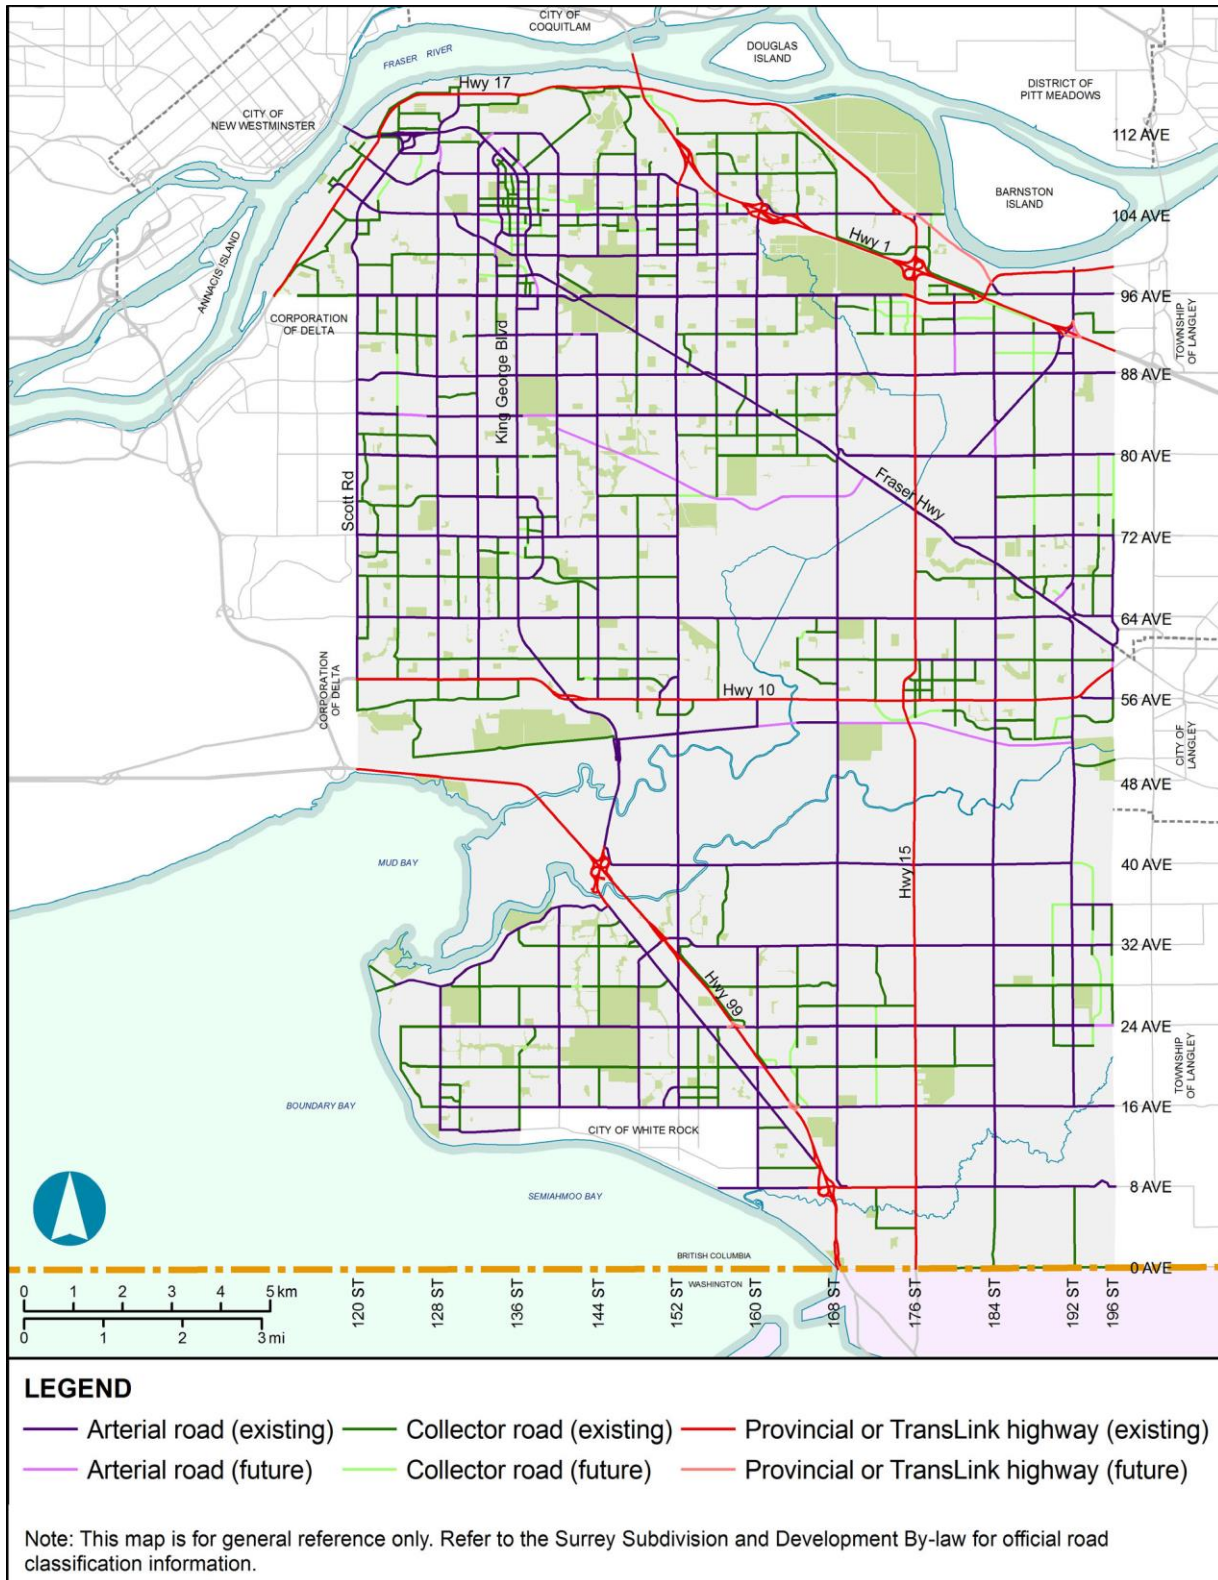 CITY OF
COQUITLAM
FRASER RIVER
DOUGLAS
ISLAND
Hwy 17
DISTRICT OF
PITT MEADOWS
CITY OF
NEW WESTMINSTER
112 AVE
BARNSTON
ISLAND
104 AVE
Hwy 1
ANNACIS ISLAND
96 AVE
CORPORATION
OF DELTA
TOWNSHIP
OF LANGLEY
King George Blvd
88 AVE
80 AVE
Fraser Hwy
Scott Rd
72 AVE
64 AVE
CORPORATION
OF DELTA
Hwy 10
56 AVE
CITY OF
LANGLEY
48 AVE
MUD BAY
40 AVE
Hwy 15
32 AVE
Hwy 99
24 AVE
TOWNSHIP
OF LANGLEY
BOUNDARY BAY
16 AVE
CITY OF WHITE ROCK
8 AVE
SEMIAHMOO BAY
BRITISH COLUMBIA
0 AVE
WASHINGTON
0 1 2 3 4 5 km
0 1 2 3 mi
120 ST
128 ST
136 ST
144 ST
152 ST
160 ST
168 ST
176 ST
184 ST
192 ST
196 ST
LEGEND
Arterial road (existing) Collector road (existing) Provincial or TransLink highway (existing)
Arterial road (future) Collector road (future) Provincial or TransLink highway (future)
Note: This map is for general reference only. Refer to the Surrey Subdivision and Development By-law for official road
classification information.